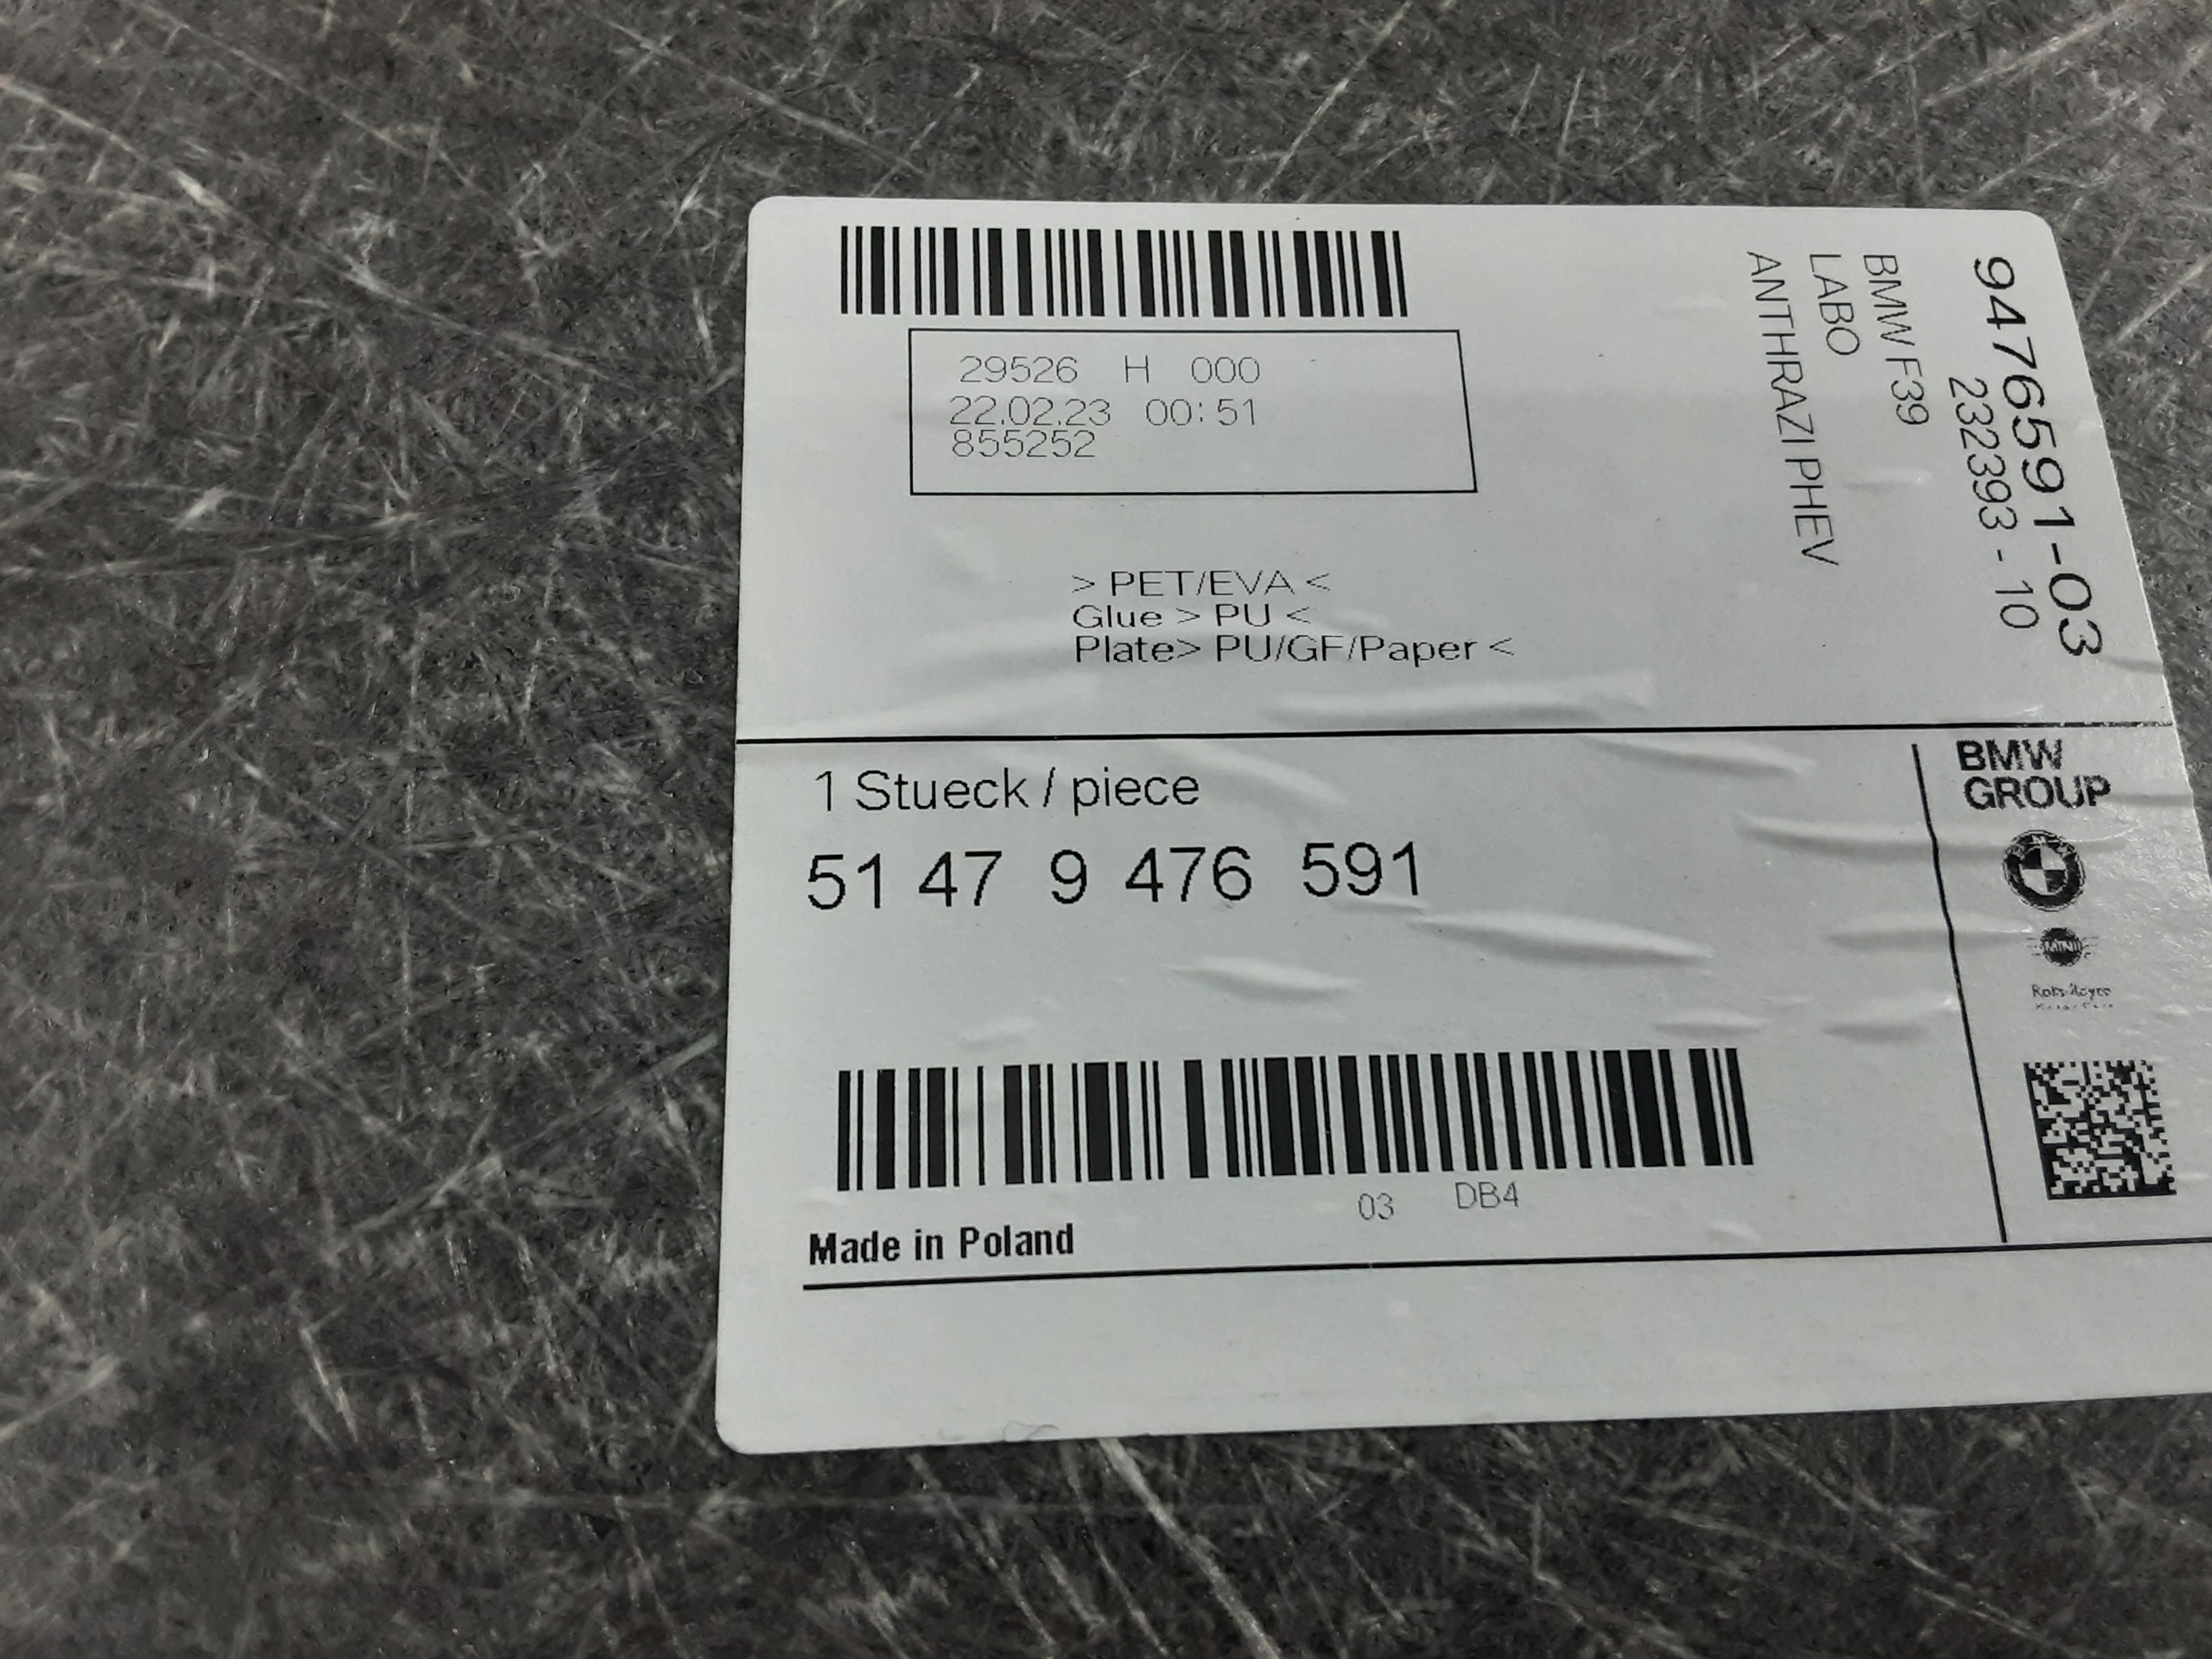 29526 H 000
22.02.23 00:51
855252
> PET/EVA <
Glue > PU <
Plate> PU/GF/Paper <
9476591-03
232393 - 10
BMW F39
LABO
ANTHRAZI PHEV
1 Stueck / piece
51 47 9 476 591
03 DB4
Made in Poland
BMW
GROUP
MINI